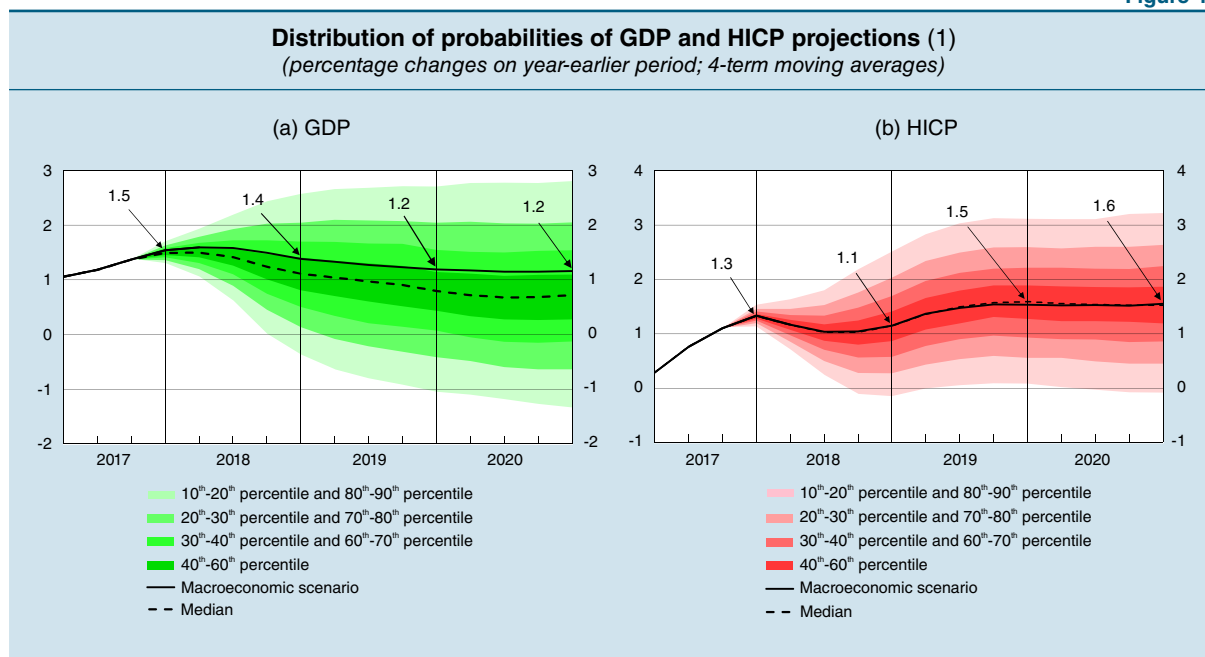 Distribution of probabilities of GDP and HICP projections (1)
(percentage changes on year-earlier period; 4-term moving averages)
(a) GDP
3
2
1
0
-1
-2
3
2
1
0
-1
-2
1.5
1.4
1.2
1.2
2017
2018
2019
2020
10th-20th percentile and 80th-90th percentile
20th-30th percentile and 70th-80th percentile
30th-40th percentile and 60th-70th percentile
40th-60th percentile
Macroeconomic scenario
Median
(b) HICP
4
3
2
1
0
-1
4
3
2
1
0
-1
1.3
1.1
1.5
1.6
2017
2018
2019
2020
10th-20th percentile and 80th-90th percentile
20th-30th percentile and 70th-80th percentile
30th-40th percentile and 60th-70th percentile
40th-60th percentile
Macroeconomic scenario
Median